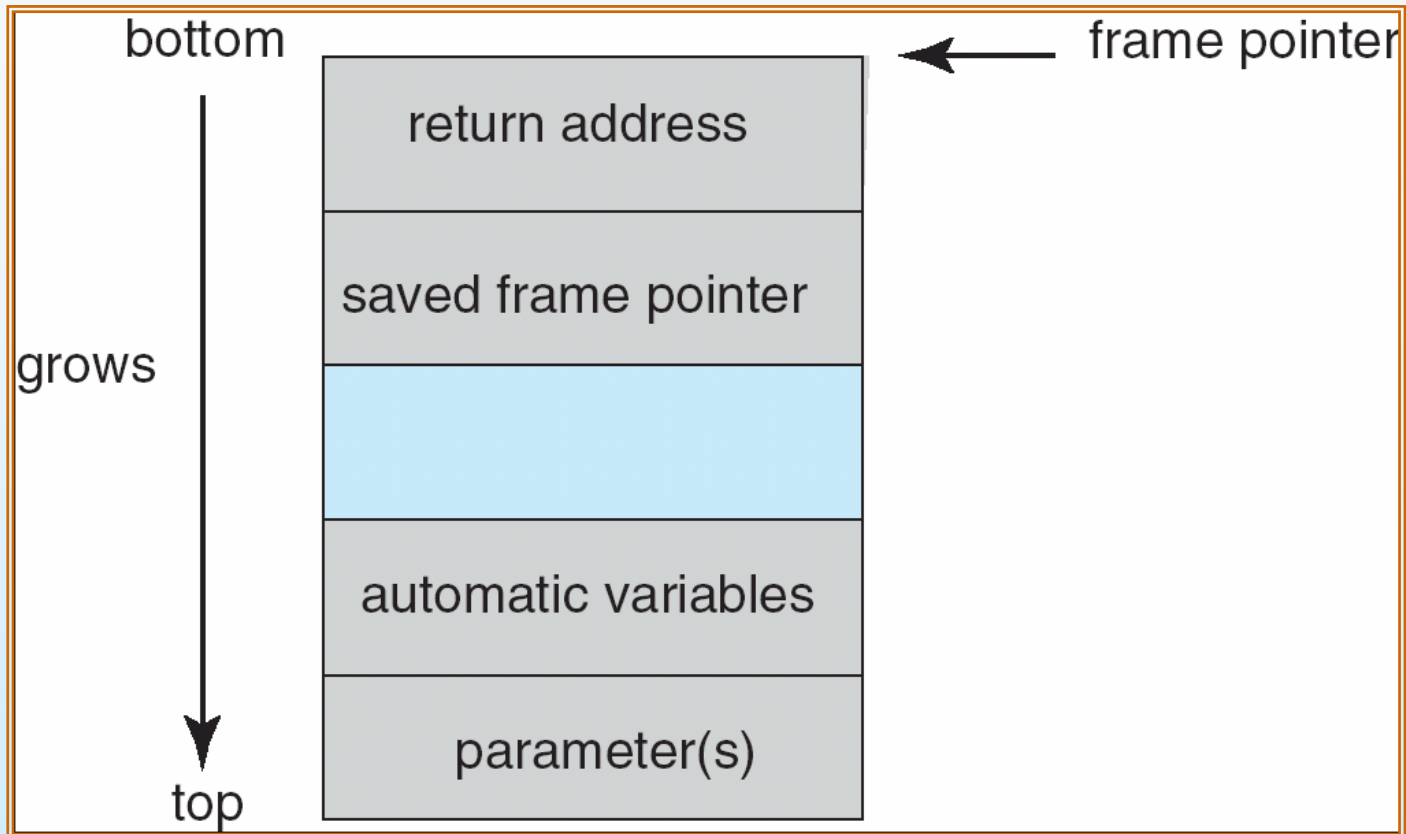 bottom
frame pointer
return address
saved frame pointer
grows
automatic variables
parameter(s)
top